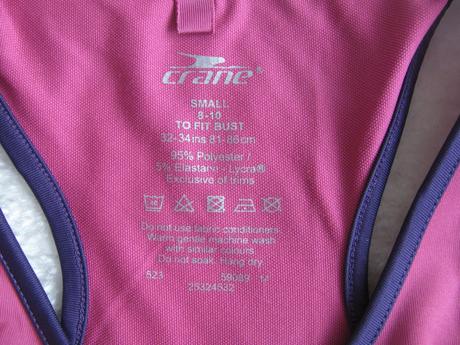 crane®
SMALL
8-10
TO FIT BUST
32-34ins 81-86cm
95% Polyester /
5% Elastane - Lycra®
Exclusive of trims
Do not use fabric conditioners
Warm gentle machine wash
with similar colours.
Do not soak. Hang dry.
523 59089 14
25324532